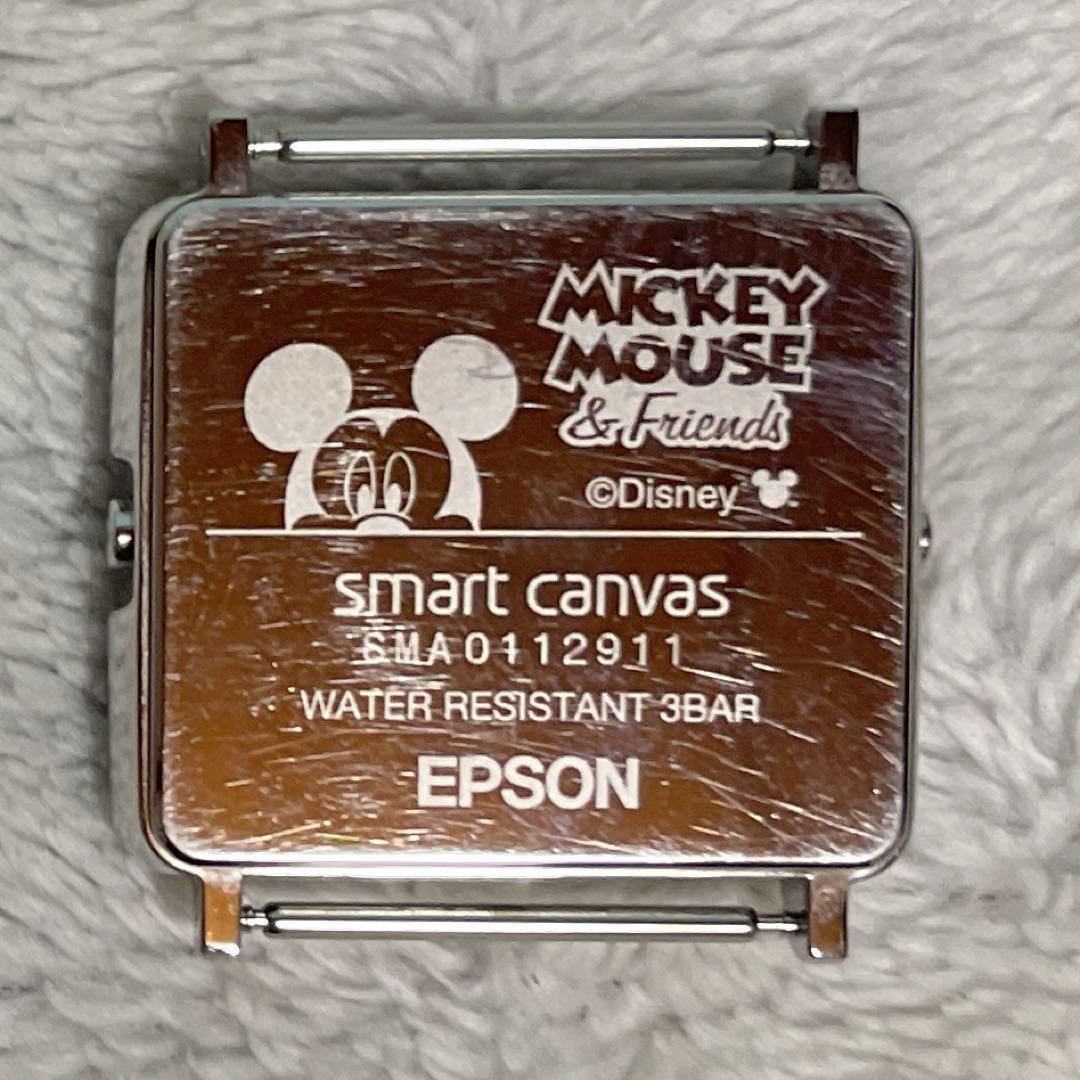 MICKEY
MOUSE
& Friends
©Disney
smart canvas
SMA0112911
WATER RESISTANT 3BAR
EPSON